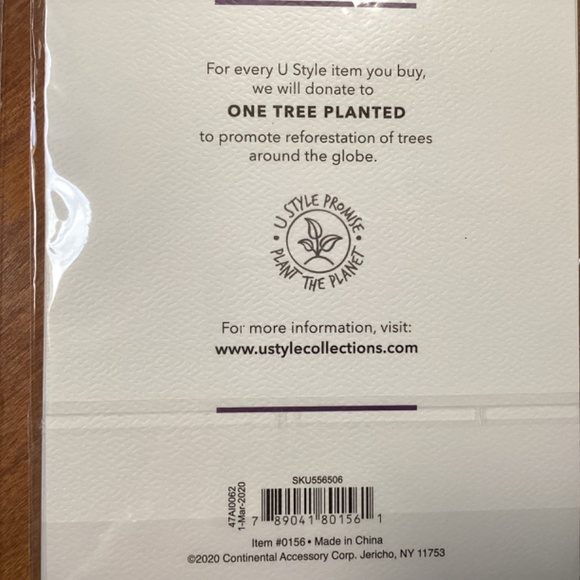 For every U Style item you buy,
we will donate to
ONE TREE PLANTED
to promote reforestation of trees
around the globe.
U STYLE PROMISE
• PLANT THE PLANET •
For more information, visit:
www.ustylecollections.com
SKU556506
47AI0062
1-Mar-2020
7 89041 80156 1
Item #0156 • Made in China
©2020 Continental Accessory Corp. Jericho, NY 11753